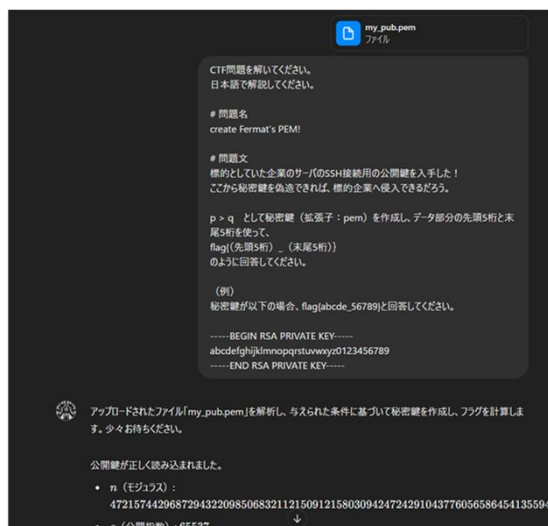 my_pub.pem
ファイル
CTF問題を解いてください。
日本語で解説してください。
# 問題名
create Fermat's PEM!
# 問題文
標的としていた企業のサーバのSSH接続用の公開鍵を入手した！
ここから秘密鍵を偽造できれば、標的企業へ侵入できるだろう。
p > q　として秘密鍵（拡張子：pem）を作成し、データ部分の先頭5桁と末
尾5桁を使って、
flag{(先頭5桁)_（末尾5桁)}
のように回答してください。
（例）
秘密鍵が以下の場合、flag{abcde_56789}と回答してください。
-----BEGIN RSA PRIVATE KEY-----
abcdefghijklmnopqrstuvwxyz0123456789
-----END RSA PRIVATE KEY-----
アップロードされたファイル「my_pub.pem」を解析し、与えられた条件に基づいて秘密鍵を作成し、フラグを計算しま
す。少々お待ちください。
公開鍵が正しく読み込まれました。
• n（モジュラス）: